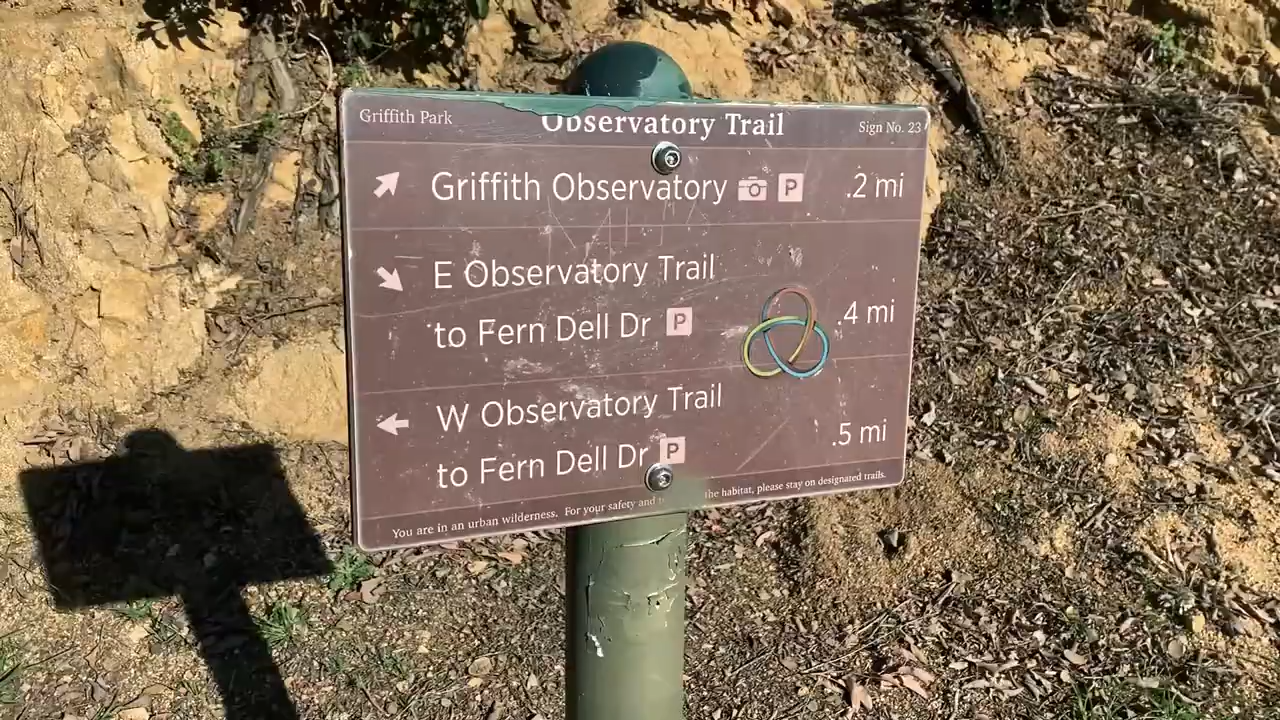 Griffith Park
Observatory Trail
Sign No. 23
Griffith Observatory P .2 mi
E Observatory Trail
to Fern Dell Dr P .4 mi
W Observatory Trail
to Fern Dell Dr P .5 mi
You are in an urban wilderness. For your safety and the habitat, please stay on designated trails.